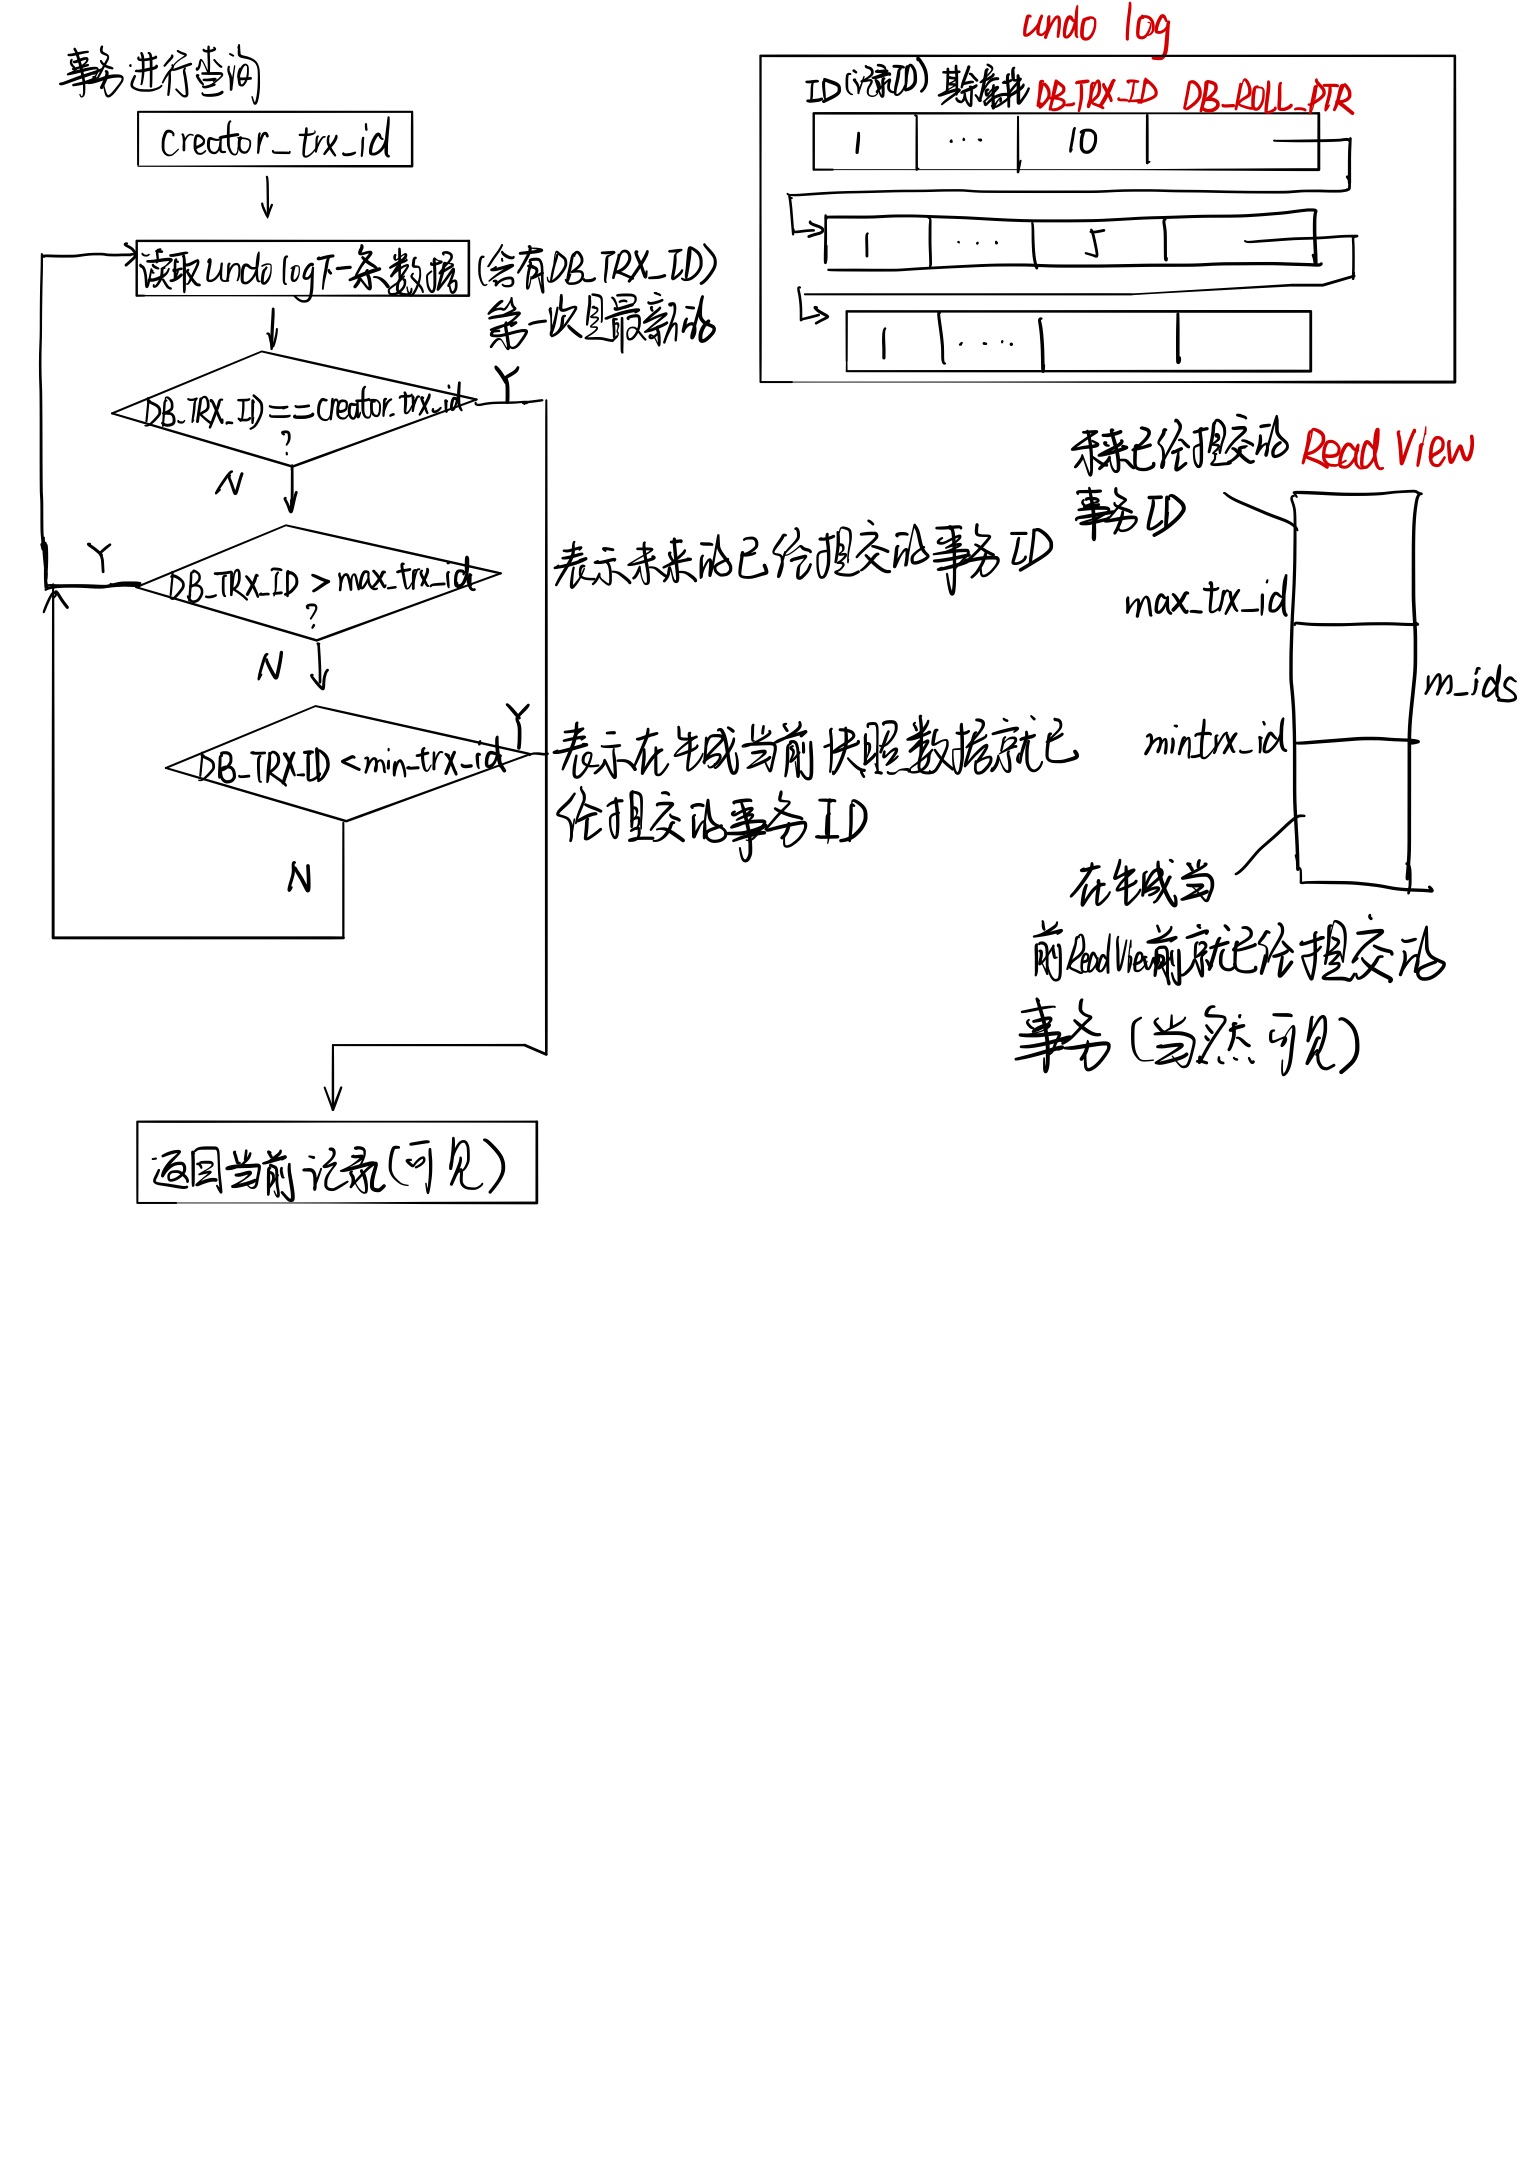 事务进行查询
creator_trx_id
读取undo log下一条数据(含有DB_TRX_ID)
第一次是最新的
DB_TRX_ID==creator_trx_id
?
Y
N
DB_TRX_ID>max_trx_id
?
Y
N
表示未来的已经提交的事务ID
DB_TRX_ID<min_trx_id
Y
N
表示在生成当前快照数据就已
经提交的事务ID
返回当前记录(可见)
undo log
ID(记录ID) 其余 DB_TRX_ID DB_ROLL_PTR
1 ... 10
1 ... 5
1 ....
未来已经提交的 Read View
事务ID
max_trx_id
m_ids
mintrx_id
在生成当
前ReadView前就已经提交的
事务(当然可见)